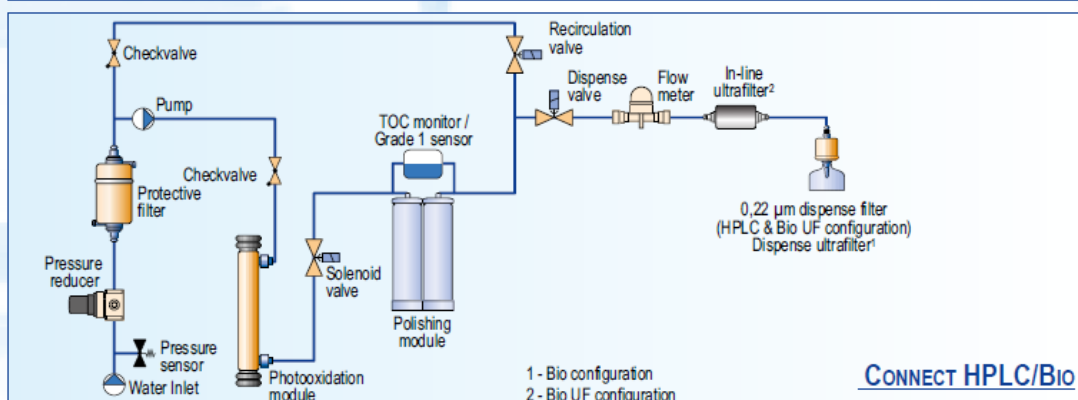 Checkvalve
Recirculation
valve
Pump
Dispense
valve
Flow
meter
In-line
ultrafilter²
TOC monitor /
Grade 1 sensor
Checkvalve
Protective
filter
0,22 µm dispense filter
(HPLC & Bio UF configuration)
Dispense ultrafilter¹
Pressure
reducer
Solenoid
valve
Polishing
module
Pressure
sensor
Water Inlet
Photooxidation
module
1 - Bio configuration
2 - Bio UF configuration
CONNECT HPLC/BIO